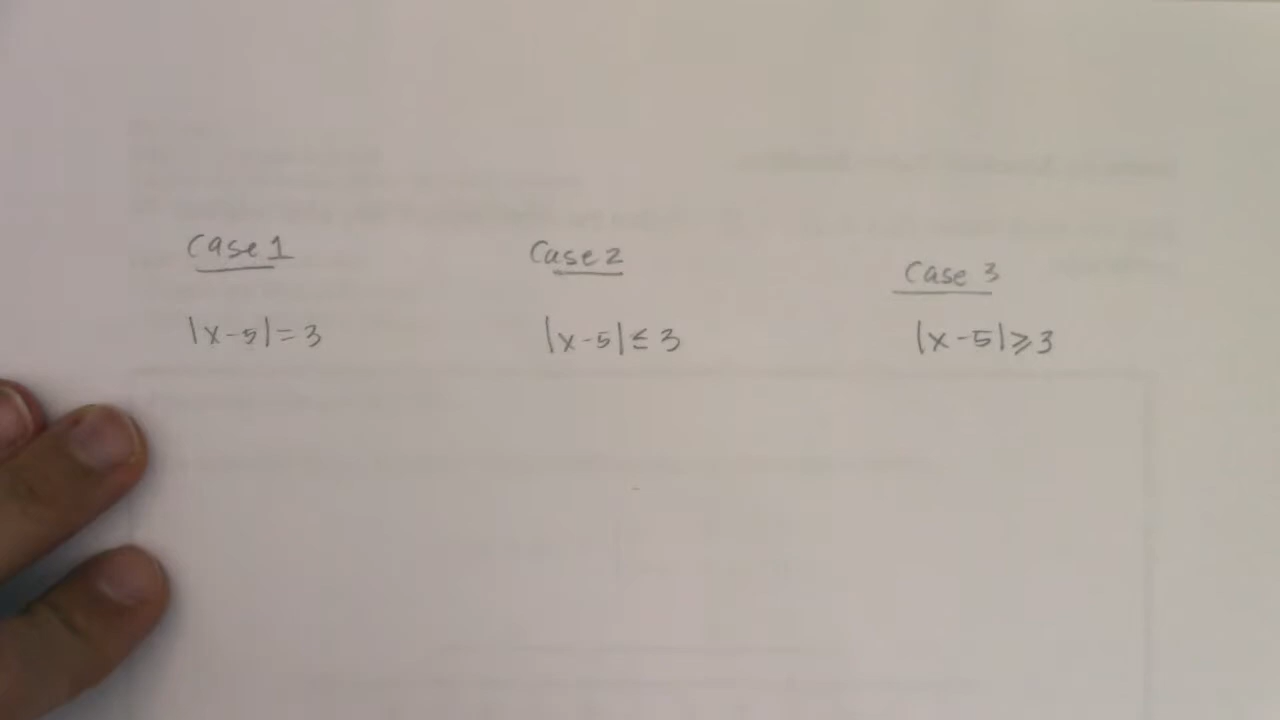 Case 1
|x-5|=3
Case 2
|x-5|≤3
Case 3
|x-5|⩾3